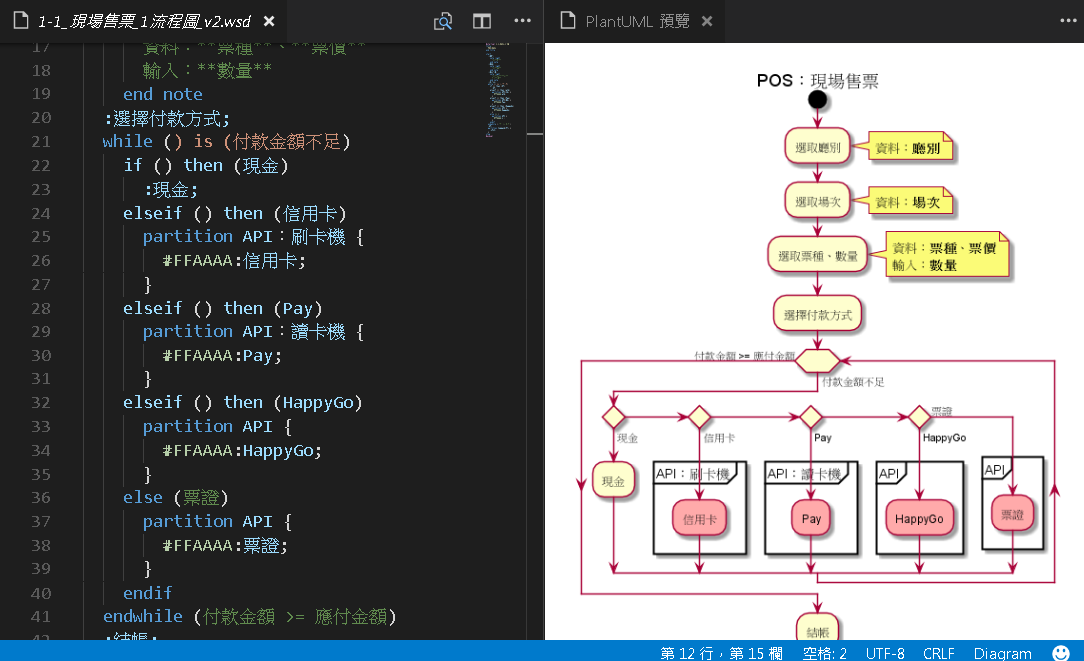 1-1_現場售票_1流程圖_v2.wsd
17 資料：**票種**、**票價**
18 輸入：**數量**
19 end note
20 :選擇付款方式;
21 while () is (付款金額不足)
22 if () then (現金)
23 :現金;
24 elseif () then (信用卡)
25 partition API：刷卡機 {
26 #FFAAAA:信用卡;
27 }
28 elseif () then (Pay)
29 partition API：讀卡機 {
30 #FFAAAA:Pay;
31 }
32 elseif () then (HappyGo)
33 partition API {
34 #FFAAAA:HappyGo;
35 }
36 else (票證)
37 partition API {
38 #FFAAAA:票證;
39 }
40 endif
41 endwhile (付款金額 >= 應付金額)
42 :結帳;
PlantUML 預覽
POS：現場售票
選取廳別
資料：廳別
選取場次
資料：場次
選取票種、數量
資料：票種、票價
輸入：數量
選擇付款方式
付款金額 >= 應付金額
付款金額不足
現金
信用卡
Pay
HappyGo
票證
API：刷卡機
API：讀卡機
API
API
現金
信用卡
Pay
HappyGo
票證
結帳
第 12 行，第 15 欄
空格: 2
UTF-8
CRLF
Diagram